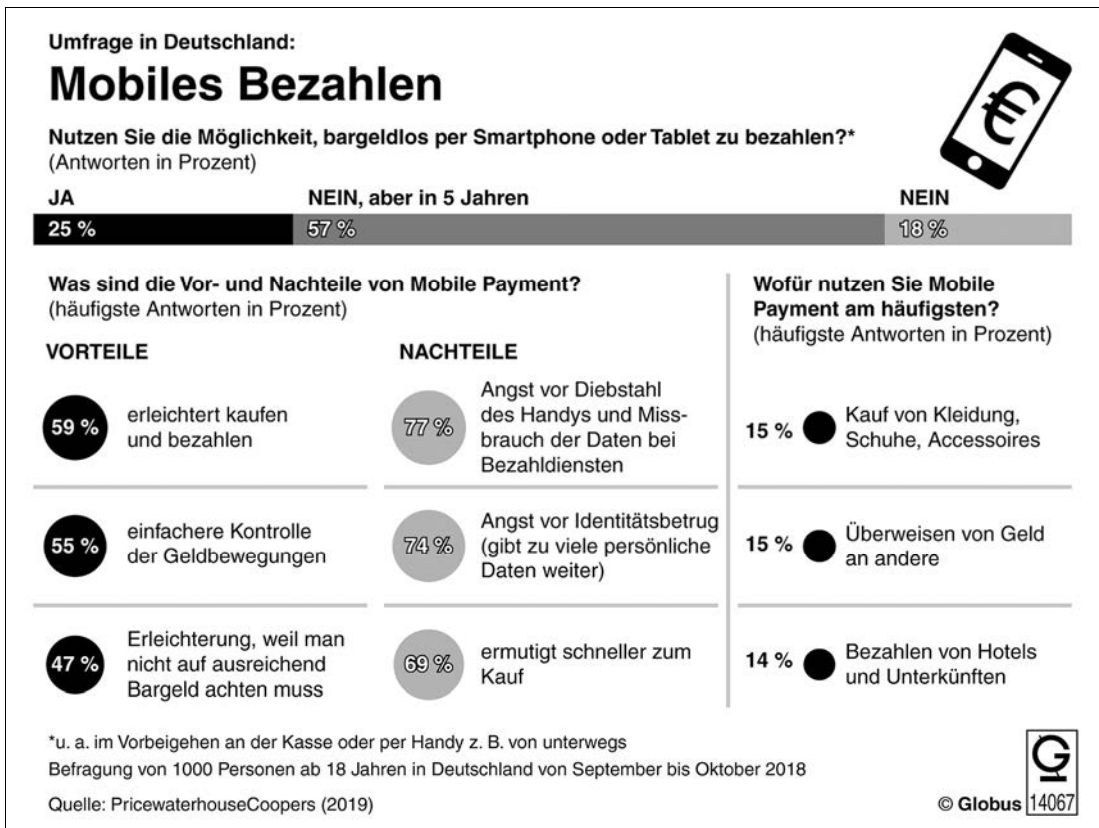 Umfrage in Deutschland:
Mobiles Bezahlen
€
Nutzen Sie die Möglichkeit, bargeldlos per Smartphone oder Tablet zu bezahlen?*
(Antworten in Prozent)
JA
NEIN, aber in 5 Jahren
NEIN
25 %
57 %
18 %
Was sind die Vor- und Nachteile von Mobile Payment?
(häufigste Antworten in Prozent)
VORTEILE
59 %
erleichtert kaufen
und bezahlen
55 %
einfachere Kontrolle
der Geldbewegungen
47 %
Erleichterung, weil man
nicht auf ausreichend
Bargeld achten muss
NACHTEILE
77 %
Angst vor Diebstahl
des Handys und Miss-
brauch der Daten bei
Bezahldiensten
74 %
Angst vor Identitätsbetrug
(gibt zu viele persönliche
Daten weiter)
69 %
ermutigt schneller zum
Kauf
Wofür nutzen Sie Mobile
Payment am häufigsten?
(häufigste Antworten in Prozent)
15 %
Kauf von Kleidung,
Schuhe, Accessoires
15 %
Überweisen von Geld
an andere
14 %
Bezahlen von Hotels
und Unterkünften
*u. a. im Vorbeigehen an der Kasse oder per Handy z. B. von unterwegs
Befragung von 1000 Personen ab 18 Jahren in Deutschland von September bis Oktober 2018
Quelle: PricewaterhouseCoopers (2019)
© Globus 14067
G